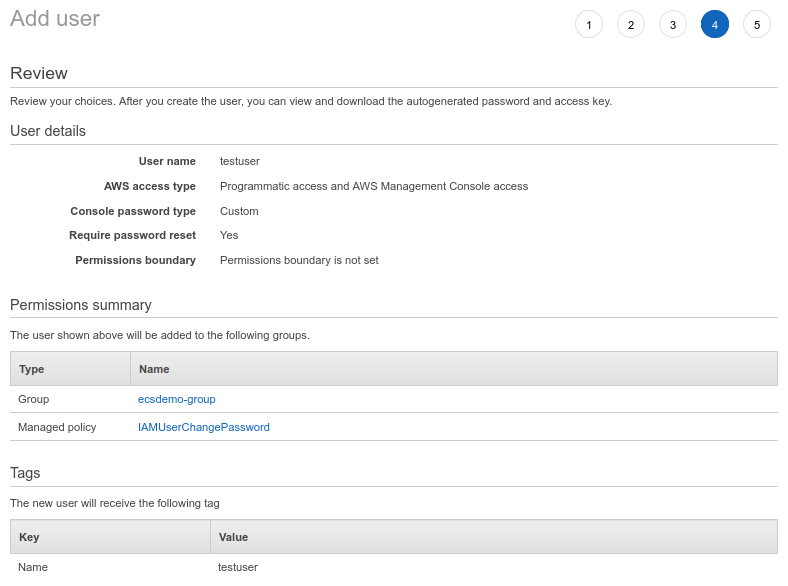 Add user
1 2 3 4 5
Review
Review your choices. After you create the user, you can view and download the autogenerated password and access key.
User details
User name testuser
AWS access type Programmatic access and AWS Management Console access
Console password type Custom
Require password reset Yes
Permissions boundary Permissions boundary is not set
Permissions summary
The user shown above will be added to the following groups.
Type Name
Group ecsdemo-group
Managed policy IAMUserChangePassword
Tags
The new user will receive the following tag
Key Value
Name testuser